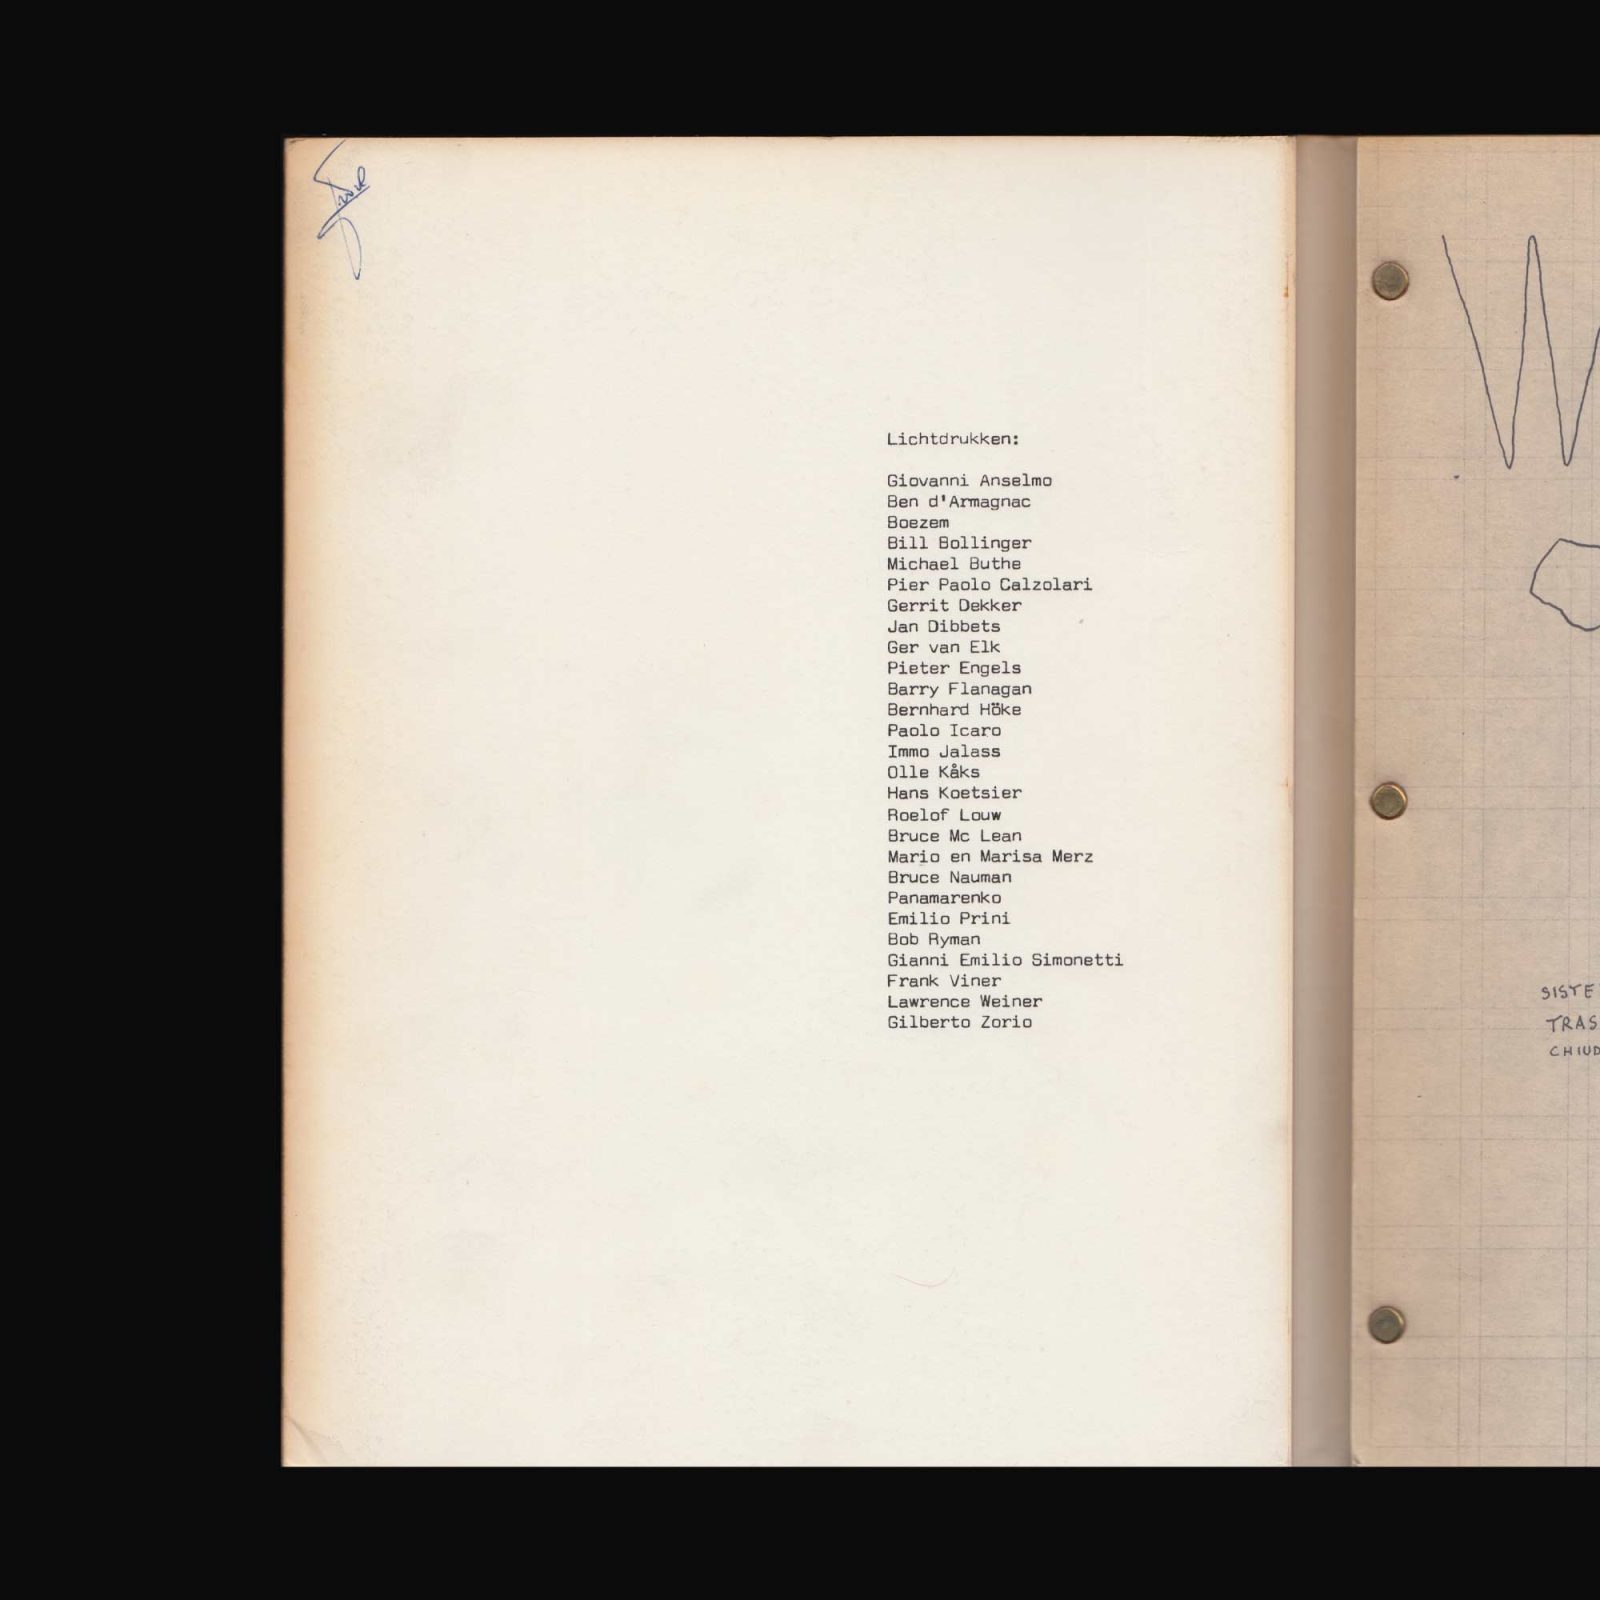 Lichtdrukken:
Giovanni Anselmo
Ben d'Armagnac
Boezem
Bill Bollinger
Michael Buthe
Pier Paolo Calzolari
Gerrit Dekker
Jan Dibbets
Ger van Elk
Pieter Engels
Barry Flanagan
Bernhard Höke
Paolo Icaro
Immo Jalass
Olle Kåks
Hans Koetsier
Roelof Louw
Bruce Mc Lean
Mario en Marisa Merz
Bruce Nauman
Panamarenko
Emilio Prini
Bob Ryman
Gianni Emilio Simonetti
Frank Viner
Lawrence Weiner
Gilberto Zorio
SISTE
TRAS
CHIUD